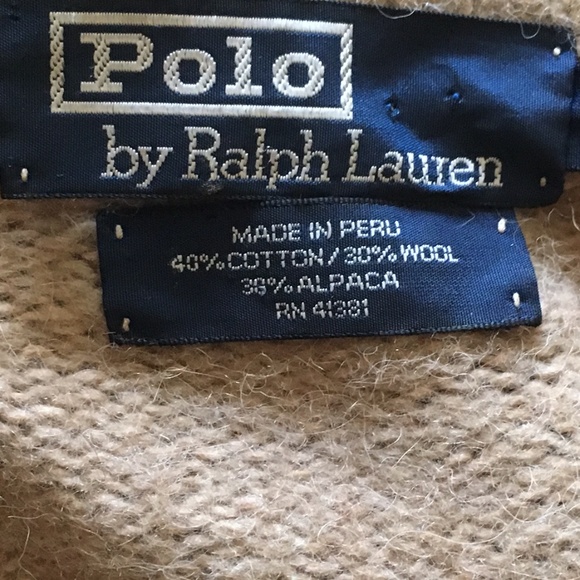 Polo
by Ralph Lauren
MADE IN PERU
40% COTTON/30% WOOL
30% ALPACA
RN 41381